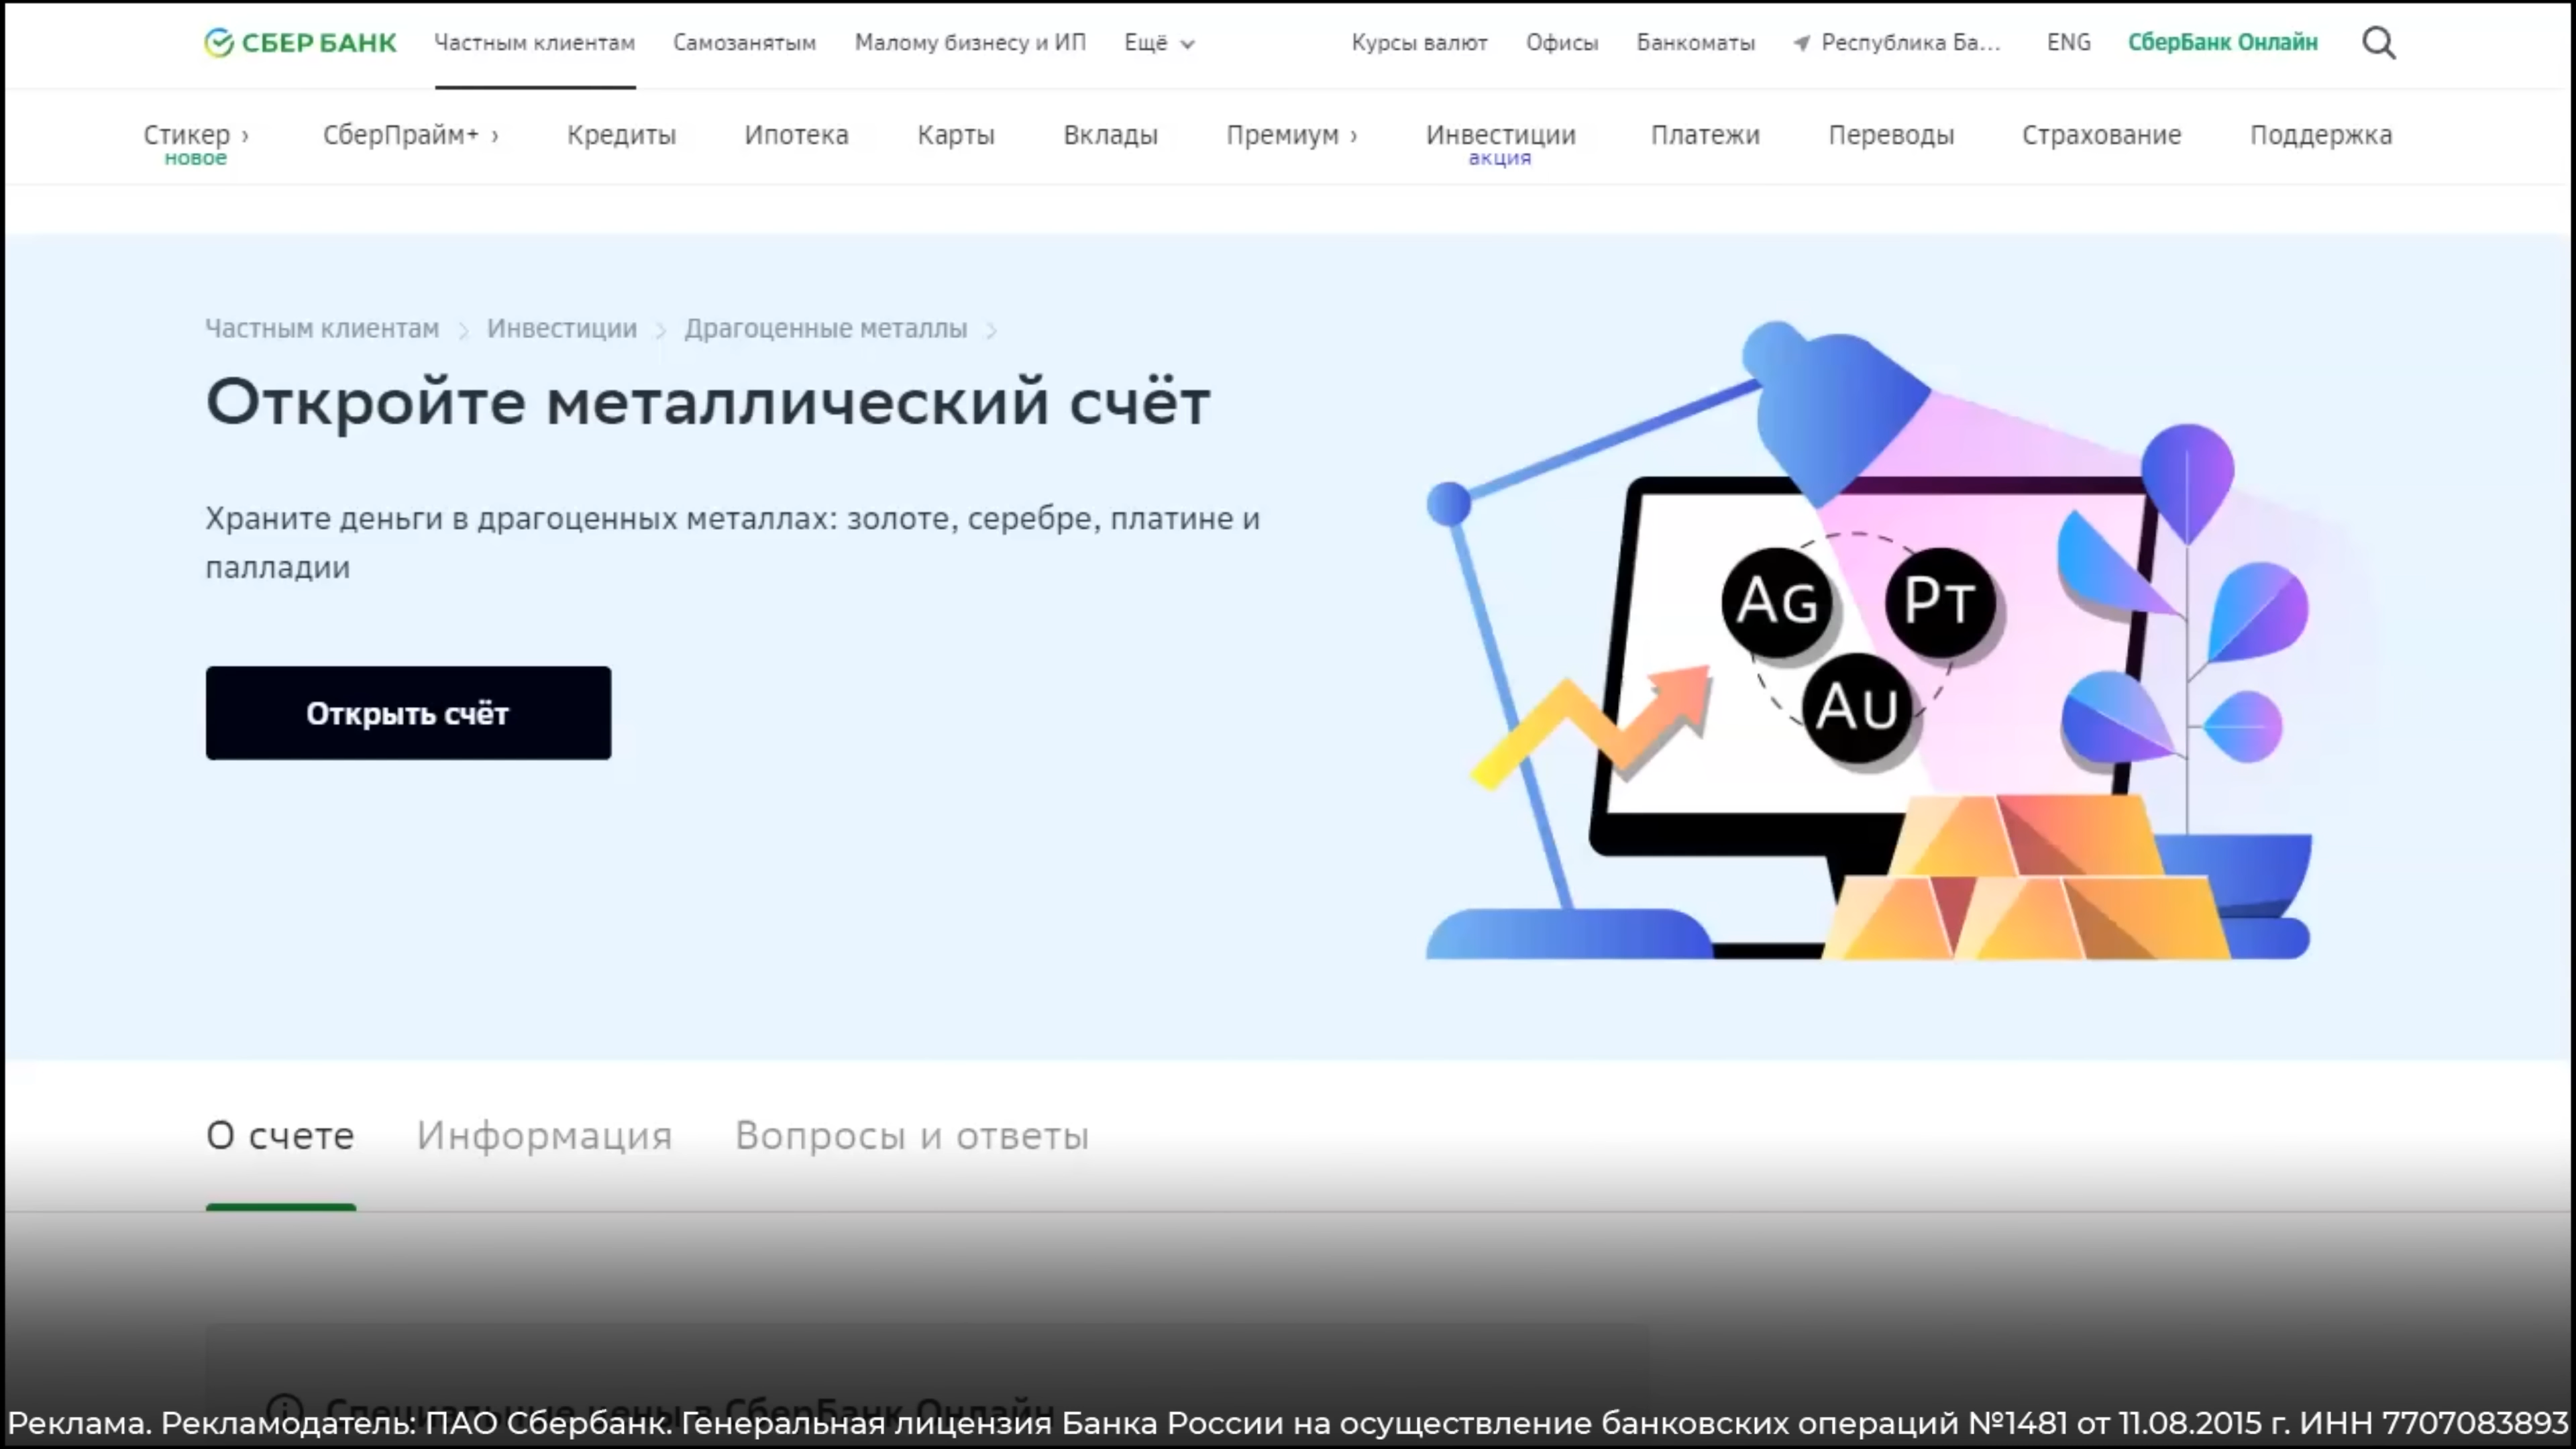 СБЕР БАНК Частным клиентам Самозанятым Малому бизнесу и ИП Ещё Курсы валют Офисы Банкоматы Республика Ба... ENG СберБанк Онлайн
Стикер › СберПрайм+ › Кредиты Ипотека Карты Вклады Премиум › Инвестиции Платежи Переводы Страхование Поддержка
новое акция
Частным клиентам Инвестиции Драгоценные металлы
Откройте металлический счёт
Храните деньги в драгоценных металлах: золоте, серебре, платине и
палладии
Открыть счёт
AG PT
AU
О счете Информация Вопросы и ответы
Специальные цены в СберБанк Онлайн
Реклама. Рекламодатель: ПАО Сбербанк. Генеральная лицензия Банка России на осуществление банковских операций №1481 от 11.08.2015 г. ИНН 7707083893